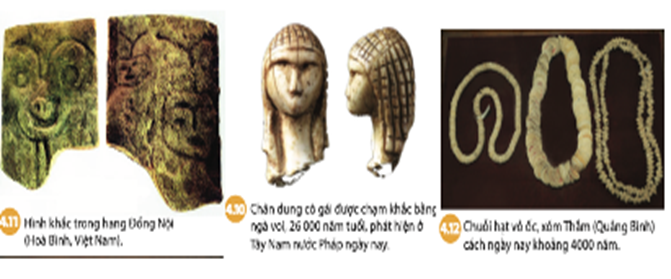 4.11 Hình khắc trong hang Đồng Nội
(Hoà Bình, Việt Nam).
4.10 Chân dung cô gái được chạm khắc bằng
ngà voi, 26 000 năm tuổi, phát hiện ở
Tây Nam nước Pháp ngày nay.
4.12 Chuỗi hạt vỏ ốc, xóm Thắm (Quảng Bình)
cách ngày nay khoảng 4000 năm.